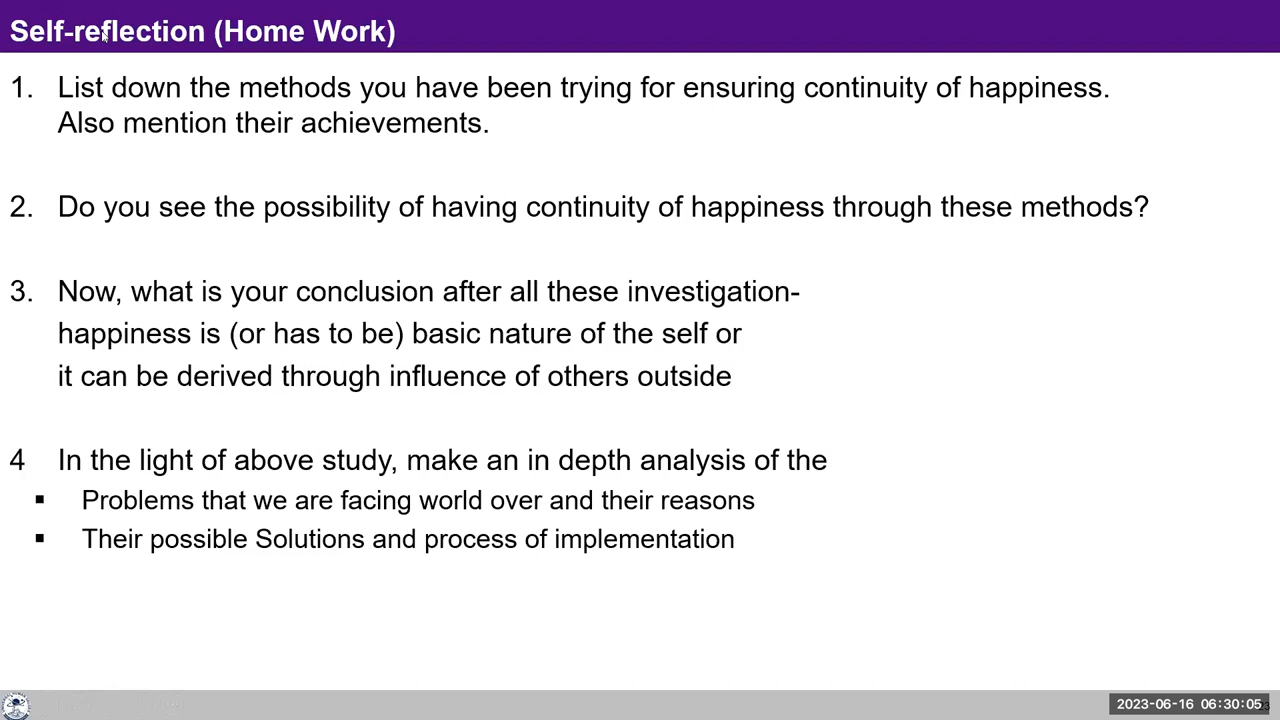 Self-reflection (Home Work)
1. List down the methods you have been trying for ensuring continuity of happiness.
Also mention their achievements.
2. Do you see the possibility of having continuity of happiness through these methods?
3. Now, what is your conclusion after all these investigation-
happiness is (or has to be) basic nature of the self or
it can be derived through influence of others outside
4 In the light of above study, make an in depth analysis of the
▪ Problems that we are facing world over and their reasons
▪ Their possible Solutions and process of implementation
2023-06-16 06:30:05